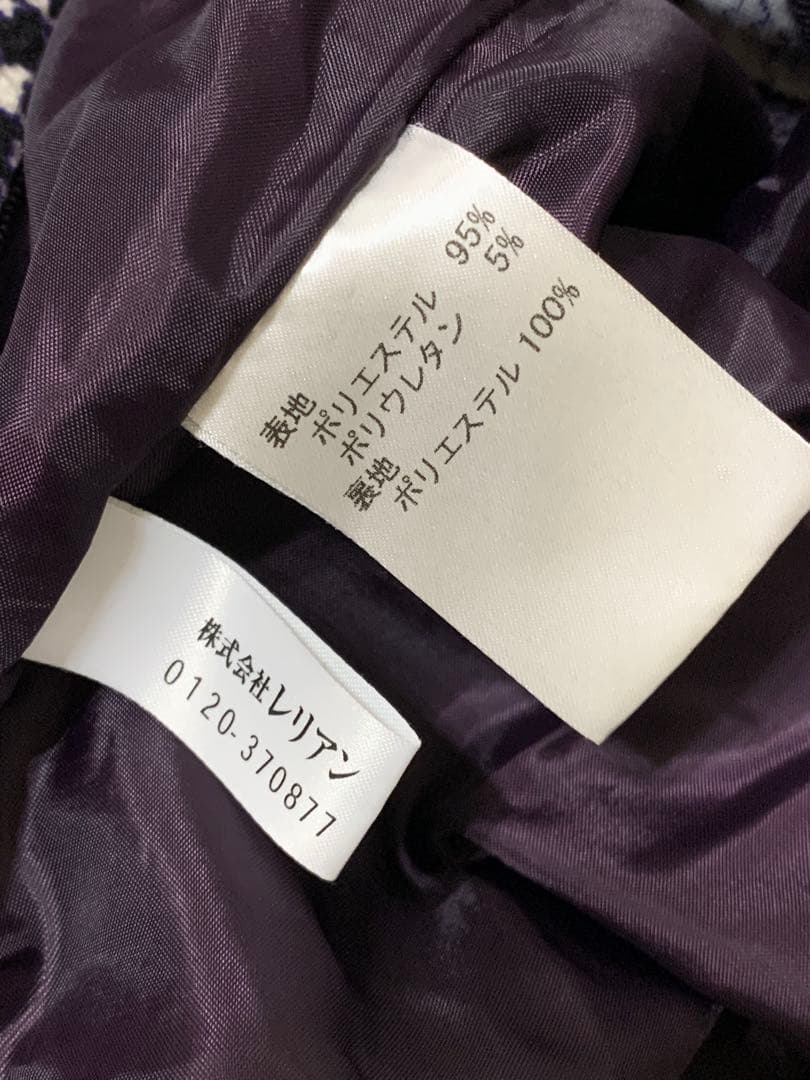 表地
ポリエステル 95%
ポリウレタン 5%
裏地
ポリエステル 100%
株式会社レリアン
0120-370877